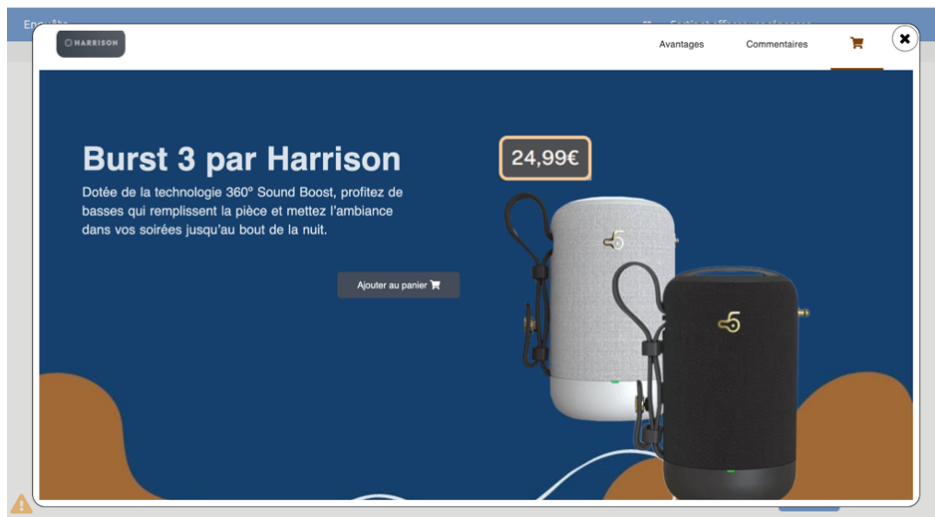 HARRISON
Avantages
Commentaires
Burst 3 par Harrison
24,99€
Dotée de la technologie 360° Sound Boost, profitez de
basses qui remplissent la pièce et mettez l'ambiance
dans vos soirées jusqu'au bout de la nuit.
Ajouter au panier